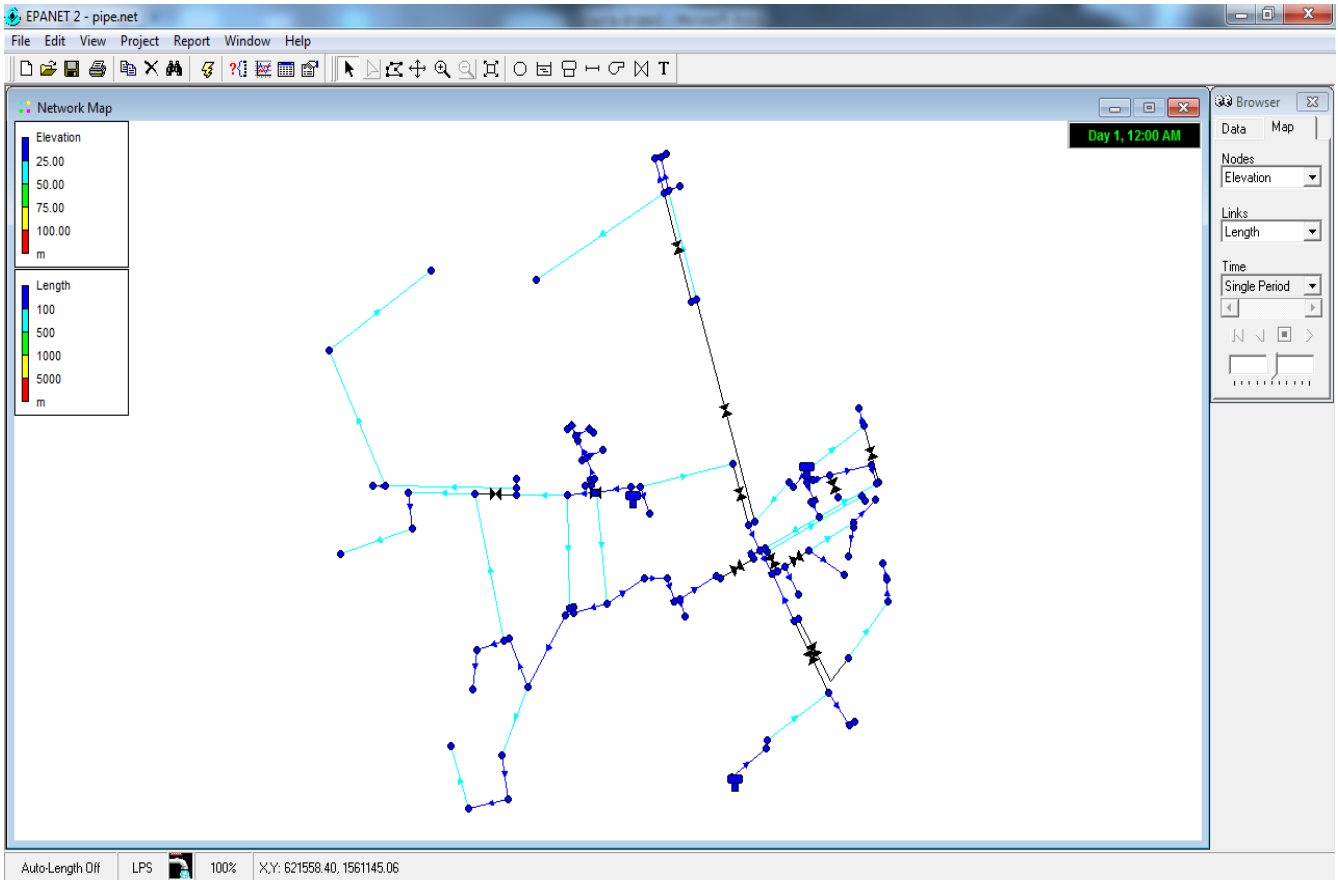 EPANET 2 - pipe.net
File Edit View Project Report Window Help
T
Network Map
Day 1, 12:00 AM
Elevation
25.00
50.00
75.00
100.00
m
Length
100
500
1000
5000
m
Browser
Data Map
Nodes
Elevation
Links
Length
Time
Single Period
Auto-Length Off LPS 100% X,Y: 621558.40, 1561145.06